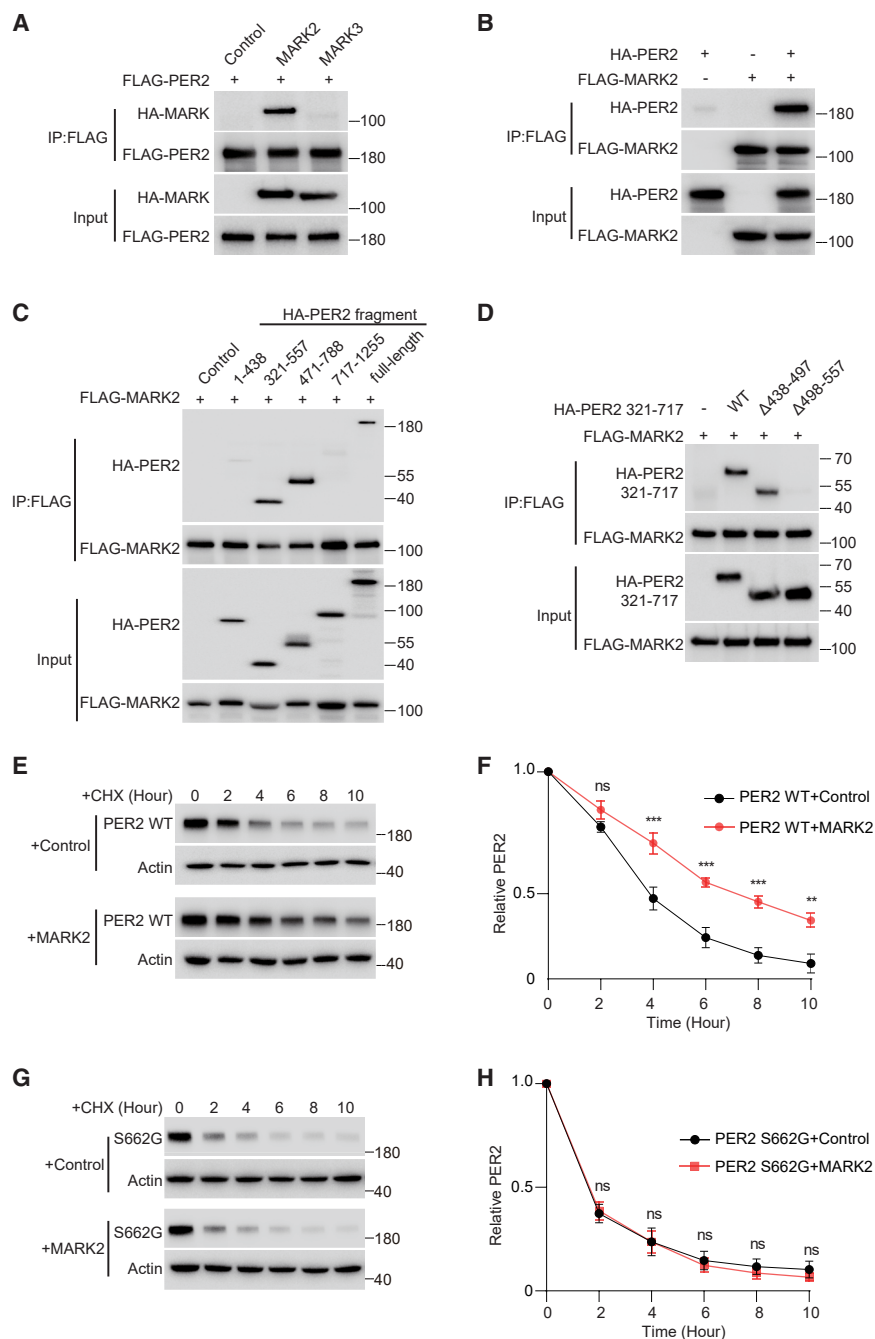 A
Control
MARK2
MARK3
FLAG-PER2 + + +
IP:FLAG
HA-MARK
100
FLAG-PER2
180
Input
HA-MARK
100
FLAG-PER2
180
B
HA-PER2 + - +
FLAG-MARK2 - + +
IP:FLAG
HA-PER2
180
FLAG-MARK2
100
Input
HA-PER2
180
FLAG-MARK2
100
C
HA-PER2 fragment
Control
1-438
321-557
471-788
717-1255
full-length
FLAG-MARK2 + + + + + +
IP:FLAG
HA-PER2
180
55
40
FLAG-MARK2
100
Input
HA-PER2
180
100
55
40
FLAG-MARK2
100
D
HA-PER2 321-717 - WT Δ438-497 Δ498-557
FLAG-MARK2 + + + +
IP:FLAG
HA-PER2
321-717
70
55
40
FLAG-MARK2
100
Input
HA-PER2
321-717
70
55
40
FLAG-MARK2
100
E
+CHX (Hour) 0 2 4 6 8 10
+Control
PER2 WT
180
Actin
40
+MARK2
PER2 WT
180
Actin
40
F
PER2 WT+Control
PER2 WT+MARK2
Relative PER2
1.0
0.5
0
ns
***
***
***
**
0 2 4 6 8 10
Time (Hour)
G
+CHX (Hour) 0 2 4 6 8 10
+Control
S662G
180
Actin
40
+MARK2
S662G
180
Actin
40
H
PER2 S662G+Control
PER2 S662G+MARK2
Relative PER2
1.0
0.5
0
ns
ns
ns
ns
ns
0 2 4 6 8 10
Time (Hour)